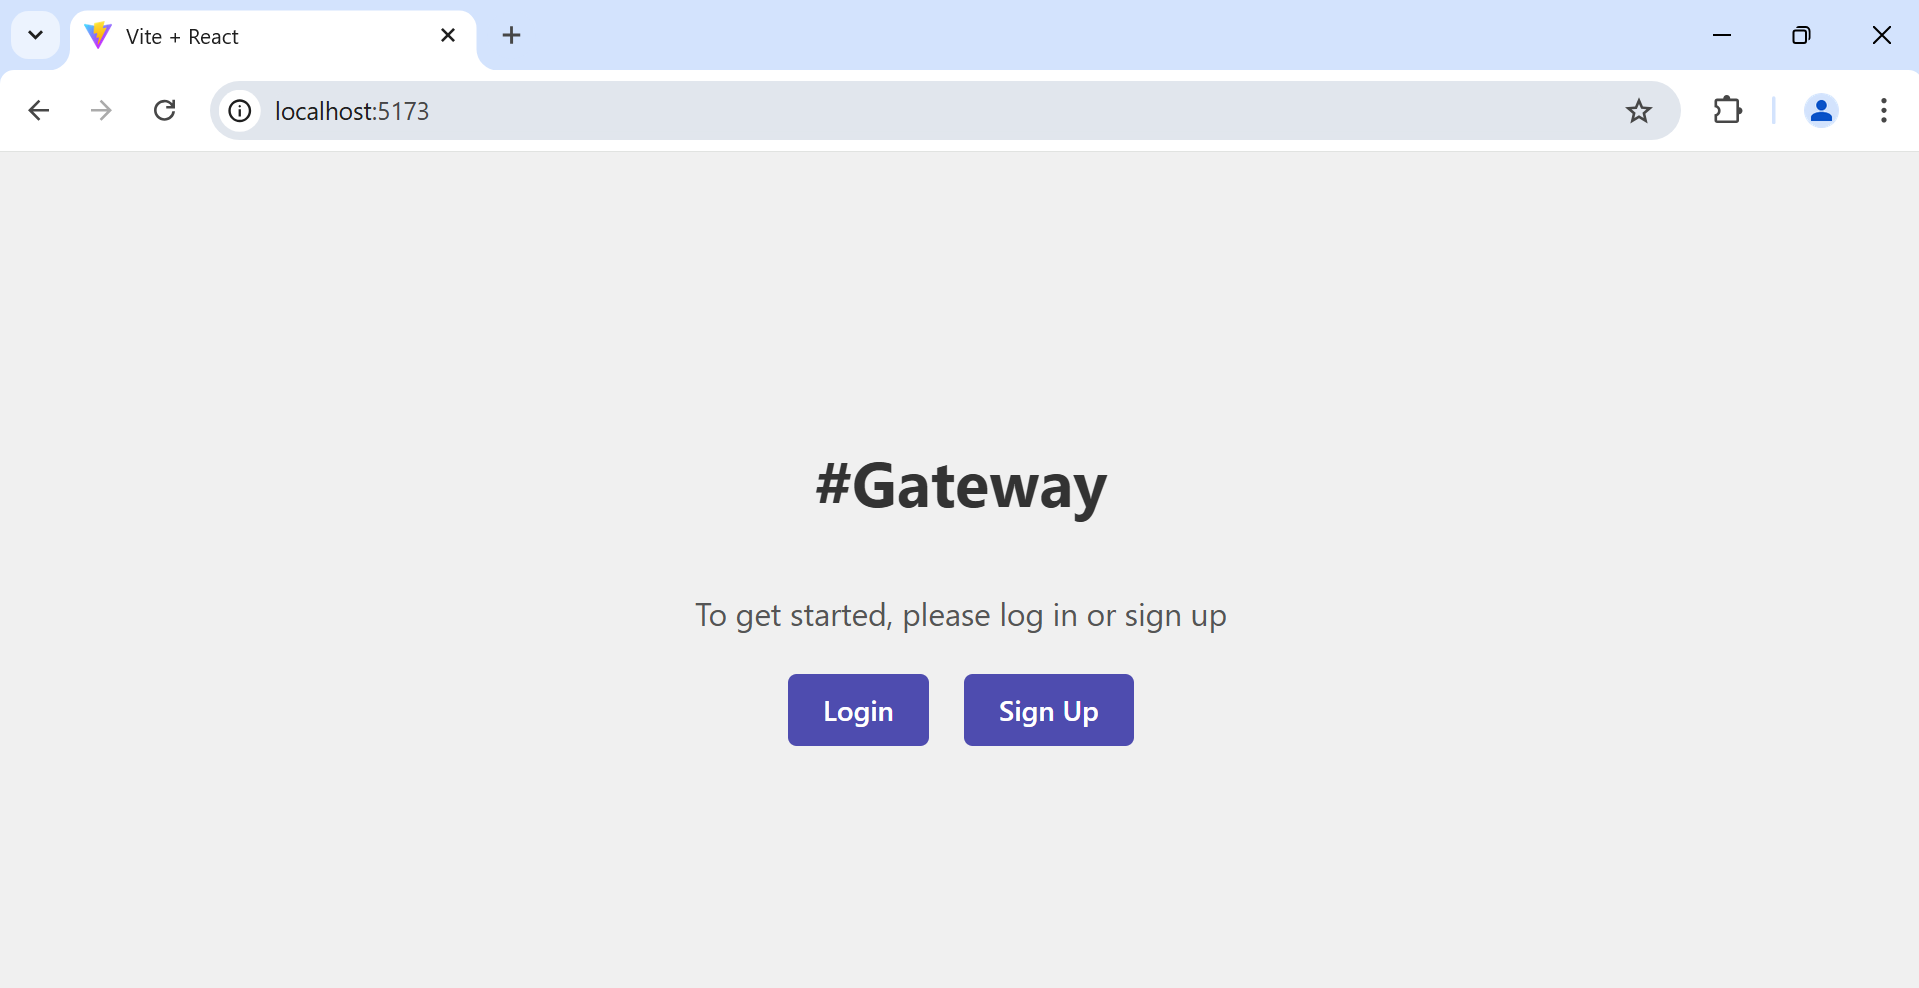 Vite + React
localhost:5173
#Gateway
To get started, please log in or sign up
Login
Sign Up